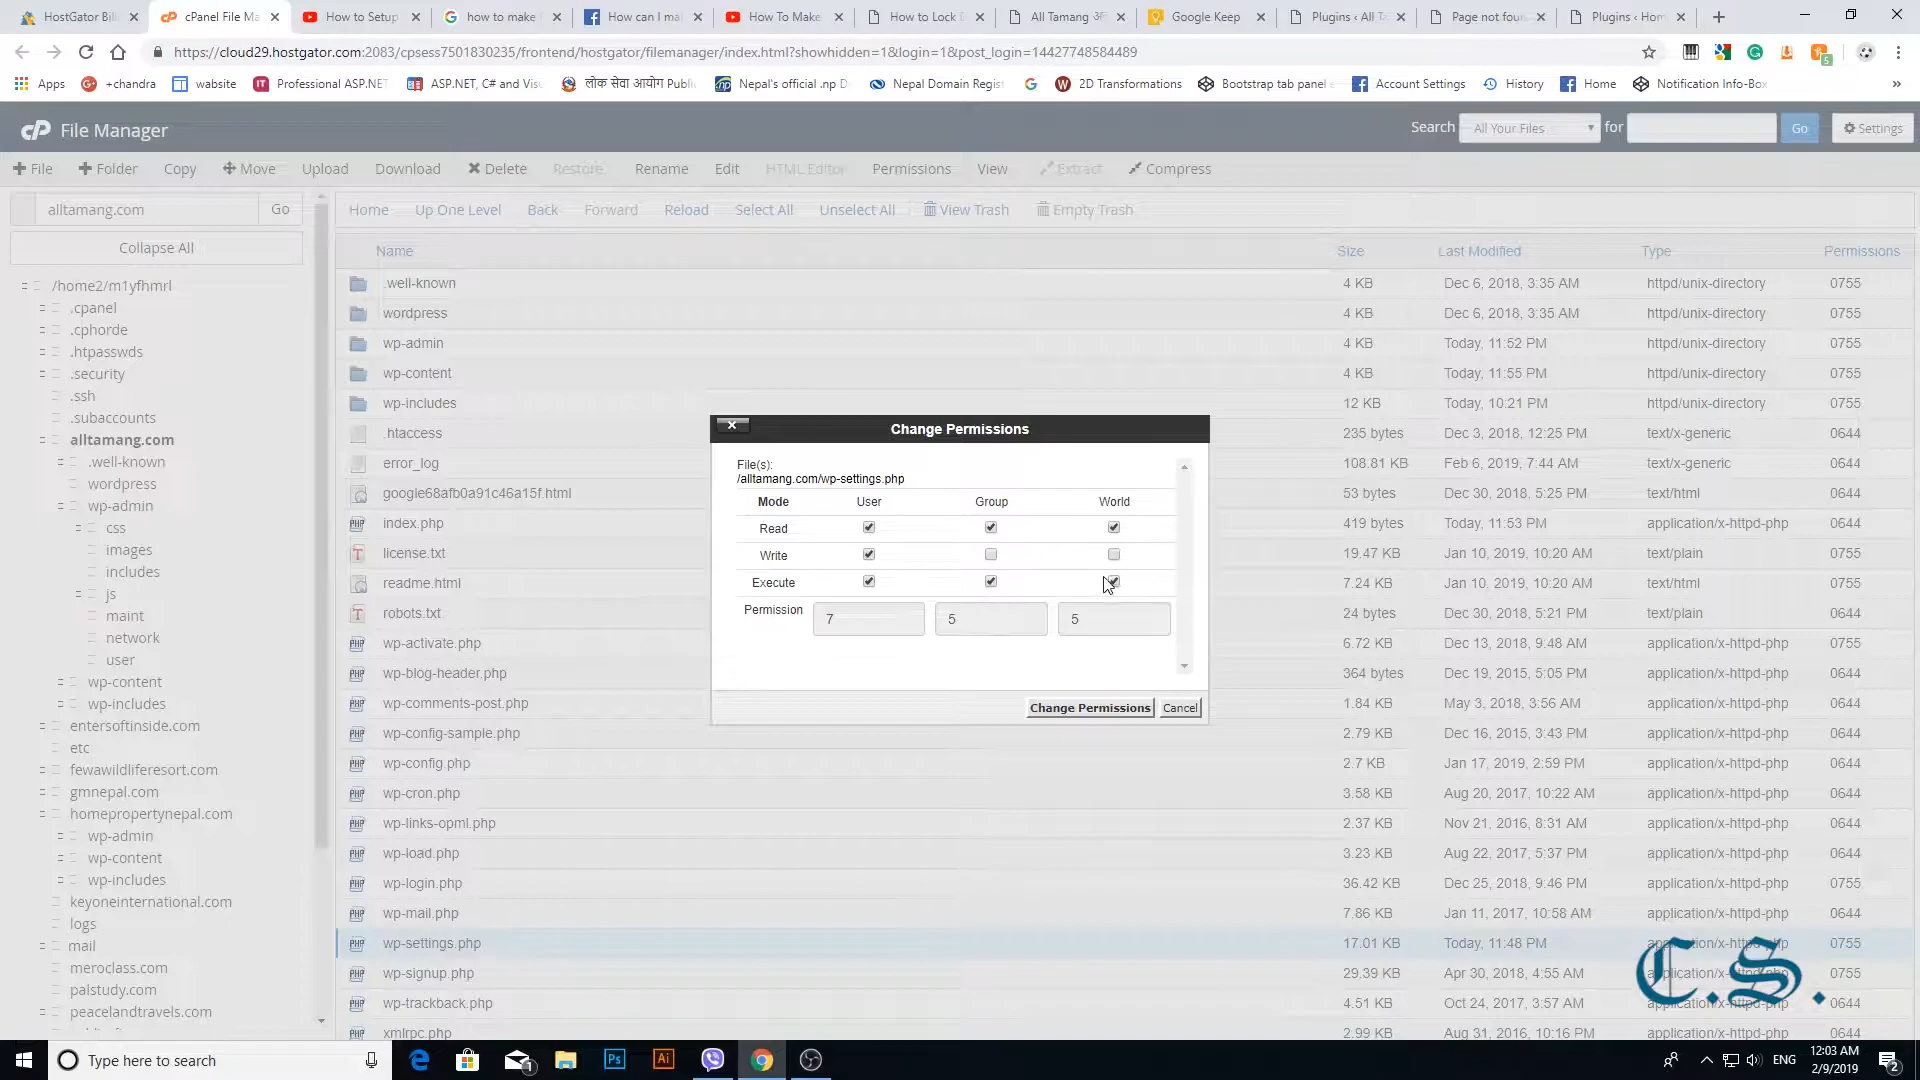 HostGator Bill
cPanel File Ma
How to Setup
how to make
How can I mal
How To Make
How to Lock
All Tamang
Google Keep
Plugins ‹ All T
Page not foun
Plugins ‹ Hom
https://cloud29.hostgator.com:2083/cpsess7501830235/frontend/hostgator/filemanager/index.html?showhidden=1&login=1&post_login=14427748584489
Apps
+chandra
wabsite
Professional ASP.NET
ASP.NET, C# and Vis
लोक सेवा आयोग Publi
Nepal's official .np D
Nepal Domain Regist
2D Transformations
Bootstrap tab panel e
Account Settings
History
Home
Notification Info-Box
»
cP File Manager
Search All Your Files for Go Settings
File Folder Copy Move Upload Download Delete Restore Rename Edit HTML Editor Permissions View Extract Compress
alltamang.com Go
Home Up One Level Back Forward Reload Select All Unselect All View Trash Empty Trash
Collapse All
/home2/m1yfhmrl
.cpanel
.cphorde
.htpasswds
.security
.ssh
.subaccounts
alltamang.com
.well-known
wordpress
wp-admin
css
images
includes
js
maint
network
user
wp-content
wp-includes
entersoftinside.com
etc
fewawildliferesort.com
gmnepal.com
homepropertynepal.com
wp-admin
wp-content
wp-includes
keyoneinternational.com
logs
mail
meroclass.com
palstudy.com
peacelandtravels.com
Name Size Last Modified Type Permissions
.well-known 4 KB Dec 6, 2018, 3:35 AM httpd/unix-directory 0755
wordpress 4 KB Dec 6, 2018, 3:35 AM httpd/unix-directory 0755
wp-admin 4 KB Today, 11:52 PM httpd/unix-directory 0755
wp-content 4 KB Today, 11:55 PM httpd/unix-directory 0755
wp-includes 12 KB Today, 10:21 PM httpd/unix-directory 0755
.htaccess 235 bytes Dec 3, 2018, 12:25 PM text/x-generic 0644
error_log 108.81 KB Feb 6, 2019, 7:44 AM text/x-generic 0644
google68afb0a91c46a15f.html 53 bytes Dec 30, 2018, 5:25 PM text/html 0644
index.php 419 bytes Today, 11:53 PM application/x-httpd-php 0644
license.txt 19.47 KB Jan 10, 2019, 10:20 AM text/plain 0755
readme.html 7.24 KB Jan 10, 2019, 10:20 AM text/html 0755
robots.txt 24 bytes Dec 30, 2018, 5:21 PM text/plain 0644
wp-activate.php 6.72 KB Dec 13, 2018, 9:48 AM application/x-httpd-php 0755
wp-blog-header.php 364 bytes Dec 19, 2015, 5:05 PM application/x-httpd-php 0644
wp-comments-post.php 1.84 KB May 3, 2018, 3:56 AM application/x-httpd-php 0644
wp-config-sample.php 2.79 KB Dec 16, 2015, 3:43 PM application/x-httpd-php 0644
wp-config.php 2.7 KB Jan 17, 2019, 2:59 PM application/x-httpd-php 0644
wp-cron.php 3.58 KB Aug 20, 2017, 10:22 AM application/x-httpd-php 0644
wp-links-opml.php 2.37 KB Nov 21, 2016, 8:31 AM application/x-httpd-php 0644
wp-load.php 3.23 KB Aug 22, 2017, 5:37 PM application/x-httpd-php 0644
wp-login.php 36.42 KB Dec 25, 2018, 9:46 PM application/x-httpd-php 0755
wp-mail.php 7.86 KB Jan 11, 2017, 10:58 AM application/x-httpd-php 0644
wp-settings.php 17.01 KB Today, 11:48 PM application/x-httpd-php 0755
wp-signup.php 29.39 KB Apr 30, 2018, 4:55 AM application/x-httpd-php 0755
wp-trackback.php 4.51 KB Oct 24, 2017, 3:57 AM application/x-httpd-php 0644
xmlrpc.php 2.99 KB Aug 31, 2016, 10:16 PM application/x-httpd-php 0644
Change Permissions
File(s):
/alltamang.com/wp-settings.php
Mode User Group World
Read
Write
Execute
Permission 7 5 5
Change Permissions Cancel
C.S.
Type here to search
Ps
Ai
1
ENG
12:03 AM
2/9/2019
2
5